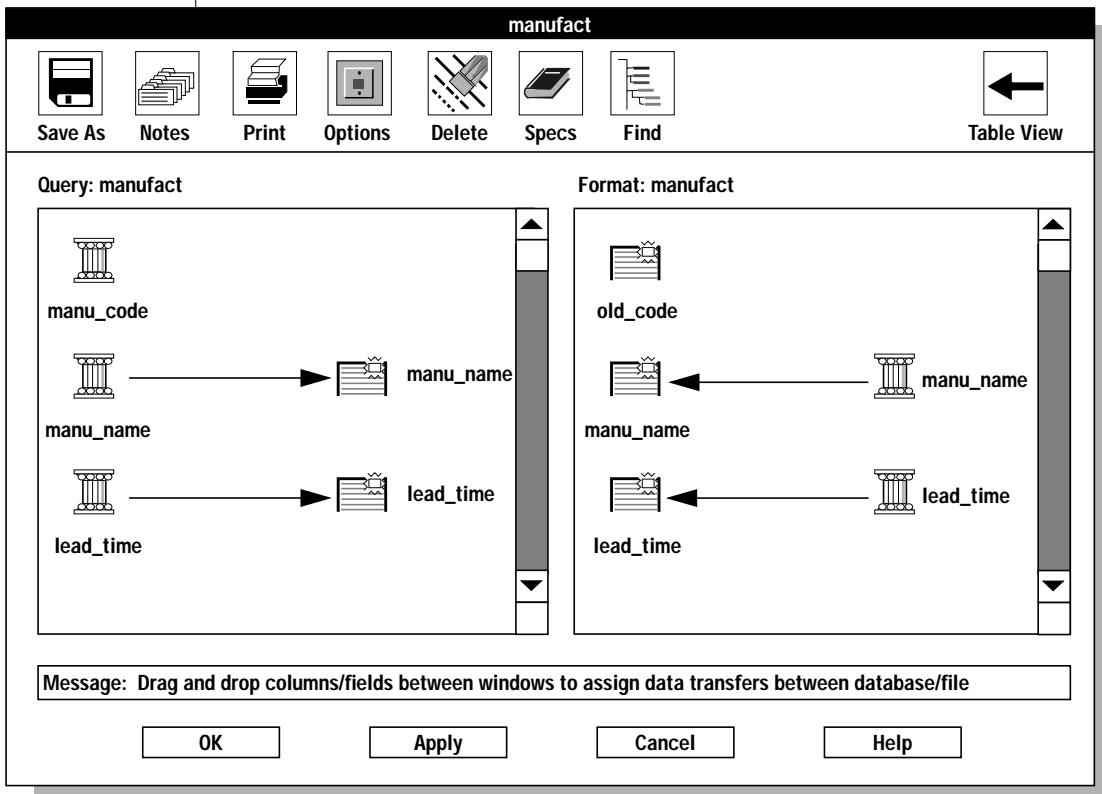 manufact
Save As Notes Print Options Delete Specs Find Table View
Query: manufact Format: manufact
manu_code old_code
manu_name manu_name
manu_name manu_name
lead_time lead_time
lead_time lead_time
Message: Drag and drop columns/fields between windows to assign data transfers between database/file
OK Apply Cancel Help